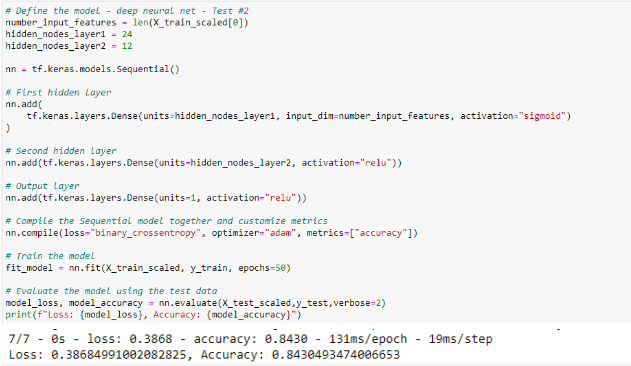 # Define the model - deep neural net - Test #2
number_input_features = len(X_train_scaled[0])
hidden_nodes_layer1 = 24
hidden_nodes_layer2 = 12
nn = tf.keras.models.Sequential()
# First hidden layer
nn.add(
tf.keras.layers.Dense(units=hidden_nodes_layer1, input_dim=number_input_features, activation="sigmoid")
)
# Second hidden layer
nn.add(tf.keras.layers.Dense(units=hidden_nodes_layer2, activation="relu"))
# Output layer
nn.add(tf.keras.layers.Dense(units=1, activation="relu"))
# Compile the Sequential model together and customize metrics
nn.compile(loss="binary_crossentropy", optimizer="adam", metrics=["accuracy"])
# Train the model
fit_model = nn.fit(X_train_scaled, y_train, epochs=50)
# Evaluate the model using the test data
model_loss, model_accuracy = nn.evaluate(X_test_scaled,y_test,verbose=2)
print(f"Loss: {model_loss}, Accuracy: {model_accuracy}")
7/7 - 0s - loss: 0.3868 - accuracy: 0.8430 - 131ms/epoch - 19ms/step
Loss: 0.38684991002082825, Accuracy: 0.8430493474006653